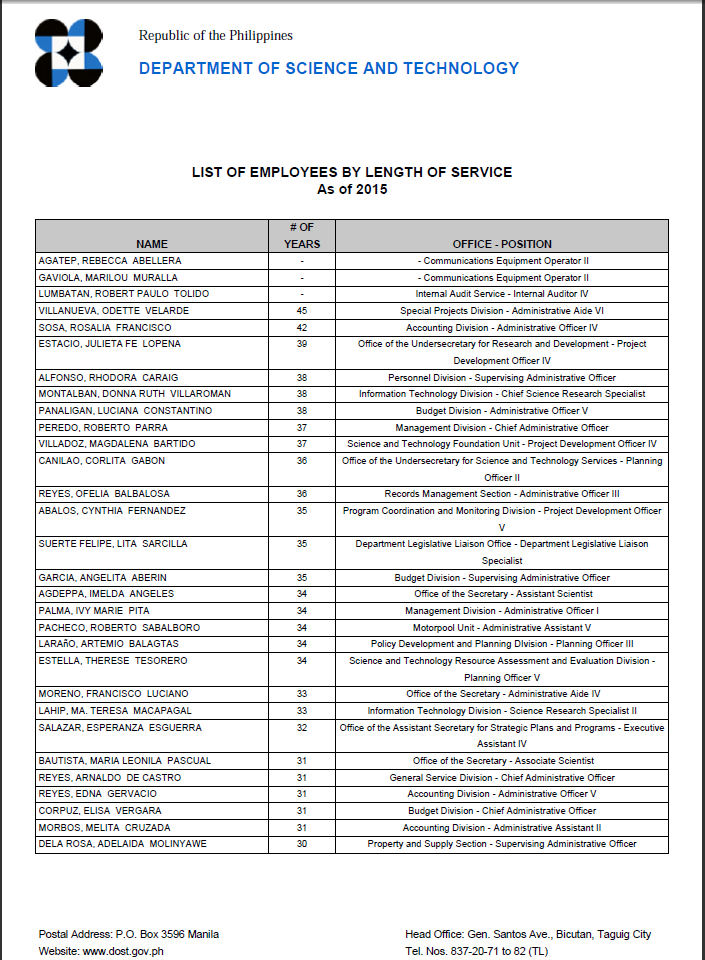 Republic of the Philippines
DEPARTMENT OF SCIENCE AND TECHNOLOGY
LIST OF EMPLOYEES BY LENGTH OF SERVICE
As of 2015
NAME # OF YEARS OFFICE - POSITION
AGATEP, REBECCA ABELLERA - - Communications Equipment Operator II
GAVIOLA, MARILOU MURALLA - - Communications Equipment Operator II
LUMBATAN, ROBERT PAULO TOLIDO - Internal Audit Service - Internal Auditor IV
VILLANUEVA, ODETTE VELARDE 45 Special Projects Division - Administrative Aide VI
SOSA, ROSALIA FRANCISCO 42 Accounting Division - Administrative Officer IV
ESTACIO, JULIETA FE LOPENA 39 Office of the Undersecretary for Research and Development - Project
Development Officer IV
ALFONSO, RHODORA CARAIG 38 Personnel Division - Supervising Administrative Officer
MONTALBAN, DONNA RUTH VILLAROMAN 38 Information Technology Division - Chief Science Research Specialist
PANALIGAN, LUCIANA CONSTANTINO 38 Budget Division - Administrative Officer V
PEREDO, ROBERTO PARRA 37 Management Division - Chief Administrative Officer
VILLADOZ, MAGDALENA BARTIDO 37 Science and Technology Foundation Unit - Project Development Officer IV
CANILAO, CORLITA GABON 36 Office of the Undersecretary for Science and Technology Services - Planning
Officer II
REYES, OFELIA BALBALOSA 36 Records Management Section - Administrative Officer III
ABALOS, CYNTHIA FERNANDEZ 35 Program Coordination and Monitoring Division - Project Development Officer
V
SUERTE FELIPE, LITA SARCILLA 35 Department Legislative Liaison Office - Department Legislative Liaison
Specialist
GARCIA, ANGELITA ABERIN 35 Budget Division - Supervising Administrative Officer
AGDEPPA, IMELDA ANGELES 34 Office of the Secretary - Assistant Scientist
PALMA, IVY MARIE PITA 34 Management Division - Administrative Officer I
PACHECO, ROBERTO SABALBORO 34 Motorpool Unit - Administrative Assistant V
LARAñO, ARTEMIO BALAGTAS 34 Policy Development and Planning DIvision - Planning Officer III
ESTELLA, THERESE TESORERO 34 Science and Technology Resource Assessment and Evaluation Division -
Planning Officer V
MORENO, FRANCISCO LUCIANO 33 Office of the Secretary - Administrative Aide IV
LAHIP, MA. TERESA MACAPAGAL 33 Information Technology Division - Science Research Specialist II
SALAZAR, ESPERANZA ESGUERRA 32 Office of the Assistant Secretary for Strategic Plans and Programs - Executive
Assistant IV
BAUTISTA, MARIA LEONILA PASCUAL 31 Office of the Secretary - Associate Scientist
REYES, ARNALDO DE CASTRO 31 General Service Division - Chief Administrative Officer
REYES, EDNA GERVACIO 31 Accounting Division - Administrative Officer V
CORPUZ, ELISA VERGARA 31 Budget Division - Chief Administrative Officer
MORBOS, MELITA CRUZADA 31 Accounting Division - Administrative Assistant II
DELA ROSA, ADELAIDA MOLINYAWE 30 Property and Supply Section - Supervising Administrative Officer
Postal Address: P.O. Box 3596 Manila Head Office: Gen. Santos Ave., Bicutan, Taguig City
Website: www.dost.gov.ph Tel. Nos. 837-20-71 to 82 (TL)